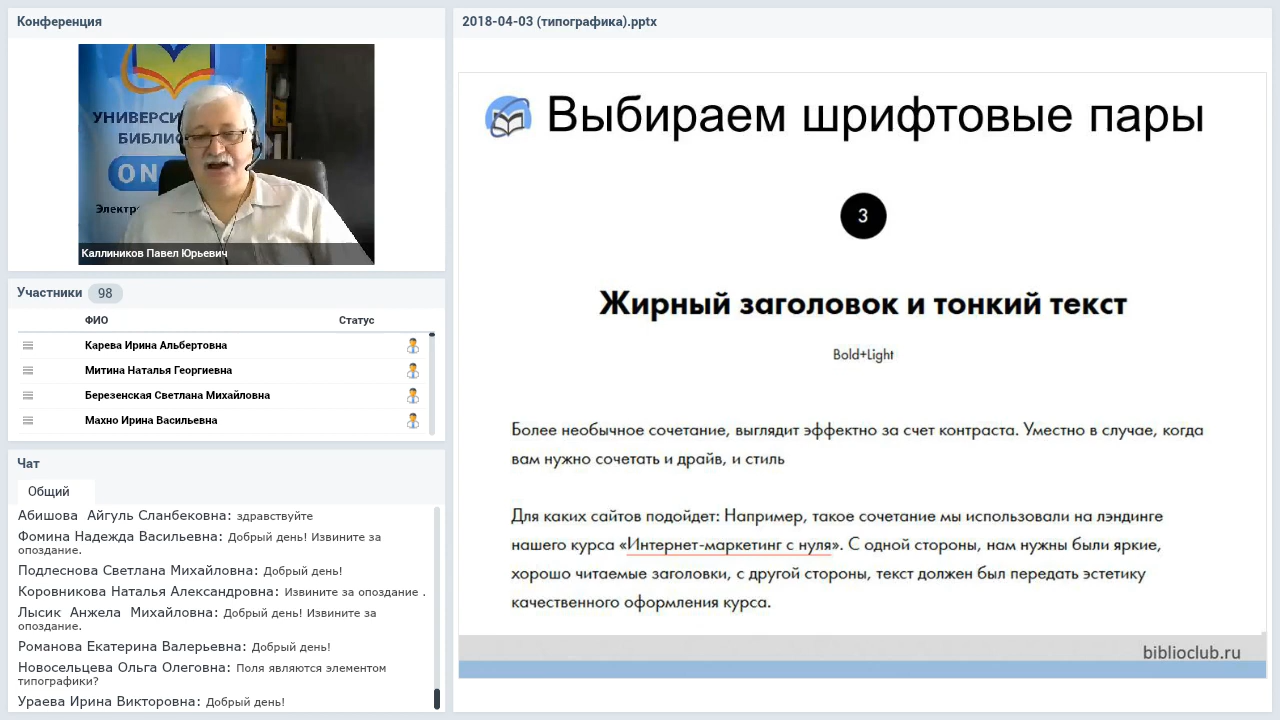 Конференция
УНИВЕРСИ
БИБЛИО
ON
Электро
Каллиников Павел Юрьевич
Участники 98
ФИО Статус
Карева Ирина Альбертовна
Митина Наталья Георгиевна
Березенская Светлана Михайловна
Махно Ирина Васильевна
Чат
Общий
Абишова Айгуль Сланбековна: здравствуйте
Фомина Надежда Васильевна: Добрый день! Извините за
опоздание.
Подлеснова Светлана Михайловна: Добрый день!
Коровникова Наталья Александровна: Извините за опоздание .
Лысик Анжела Михайловна: Добрый день! Извините за
опоздание.
Романова Екатерина Валерьевна: Добрый день!
Новосельцева Ольга Олеговна: Поля являются элементом
типографики?
Ураева Ирина Викторовна: Добрый день!
2018-04-03 (типографика).pptx
Выбираем шрифтовые пары
3
Жирный заголовок и тонкий текст
Bold+Light
Более необычное сочетание, выглядит эффектно за счет контраста. Уместно в случае, когда
вам нужно сочетать и драйв, и стиль
Для каких сайтов подойдет: Например, такое сочетание мы использовали на лэндинге
нашего курса «Интернет-маркетинг с нуля». С одной стороны, нам нужны были яркие,
хорошо читаемые заголовки, с другой стороны, текст должен был передать эстетику
качественного оформления курса.
biblioclub.ru